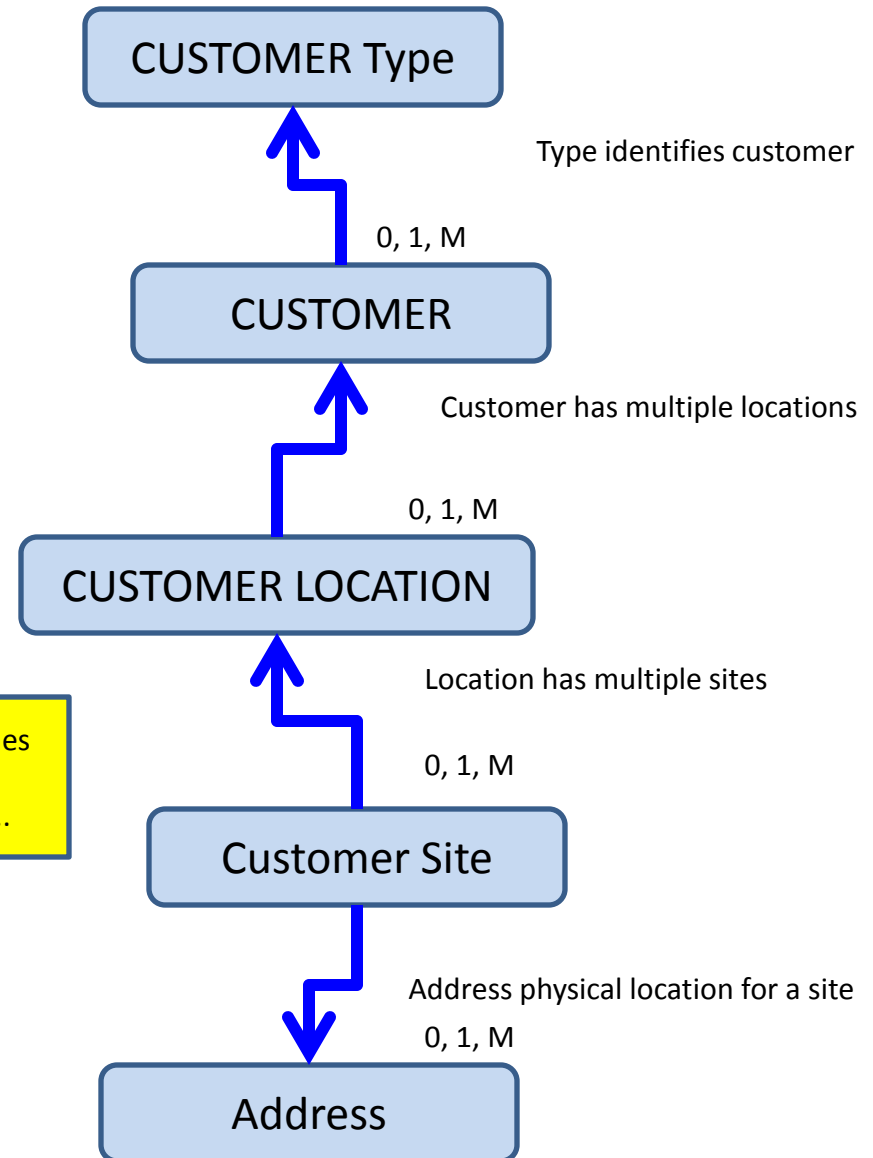 CUSTOMER Type
Type identifies customer
0, 1, M
CUSTOMER
Customer has multiple locations
0, 1, M
CUSTOMER LOCATION
Location has multiple sites
es
0, 1, M
.
Customer Site
Address physical location for a site
0, 1, M
Address